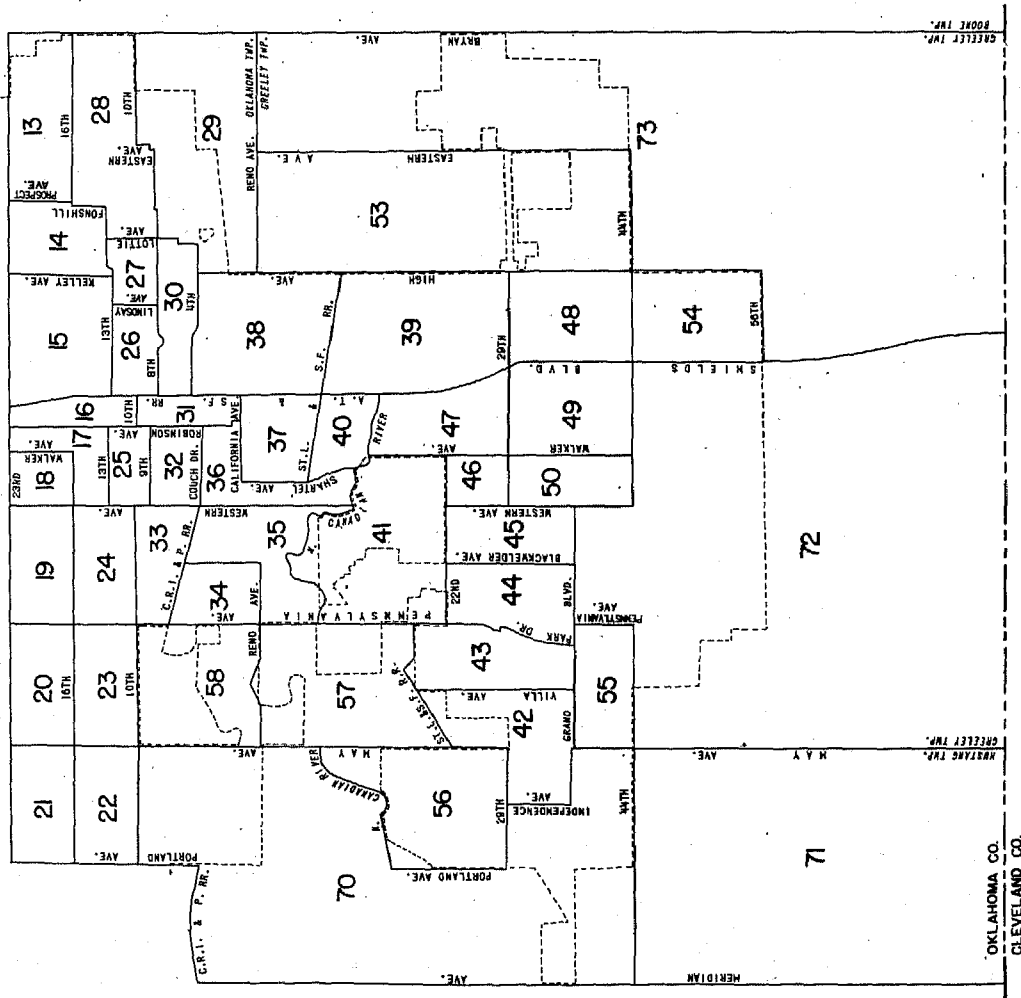 BOONE TWP.
GREELEY TWP.
13
16TH
28
10TH
29
OKLAHOMA TWP.
GREELEY TWP.
RENO AVE.
AVE.
BRYAN
PROSPECT AVE.
EASTERN AVE.
FONSHILL
14
LOTTIE AVE.
EASTERN AVE.
53
44TH
73
KELLEY AVE.
27
LINDSAY AVE.
30
4TH
AVE.
HIGH
15
13TH
26
8TH
38
S.F. RR.
39
29TH
48
54
56TH
16
10TH
RR.
31
S.F.
CALIFORNIA AVE.
&
A. T.
BLVD.
SHIELDS
17
AVE.
ROBINSON
37
ST.L. &
40
RIVER
47
AVE.
49
WALKER
23RD
18
WALKER AVE.
13TH
25
9TH
32
COUCH DR.
36
SHARTEL AVE.
46
50
19
24
AVE.
33
C.R.I. & P. RR.
WESTERN
35
N. CANADIAN
41
WESTERN AVE.
45
BLACKWELDER AVE.
34
AVE.
AVE.
PENNSYLVANIA
22ND
44
BLVD.
PENNSYLVANIA AVE.
72
20
16TH
23
10TH
58
RENO
57
ST.L. & S.F. R.R.
43
PARK DR.
VILLA AVE.
42
GRAND
55
GREELEY TWP.
MUSTANG TWP.
MAY AVE.
21
22
AVE.
MAY
RIVER
CANADIAN
N.
56
29TH
INDEPENDENCE AVE.
44TH
71
PORTLAND AVE.
C.R.I. & P. RR.
70
PORTLAND AVE.
MERIDIAN AVE.
OKLAHOMA CO.
CLEVELAND CO.